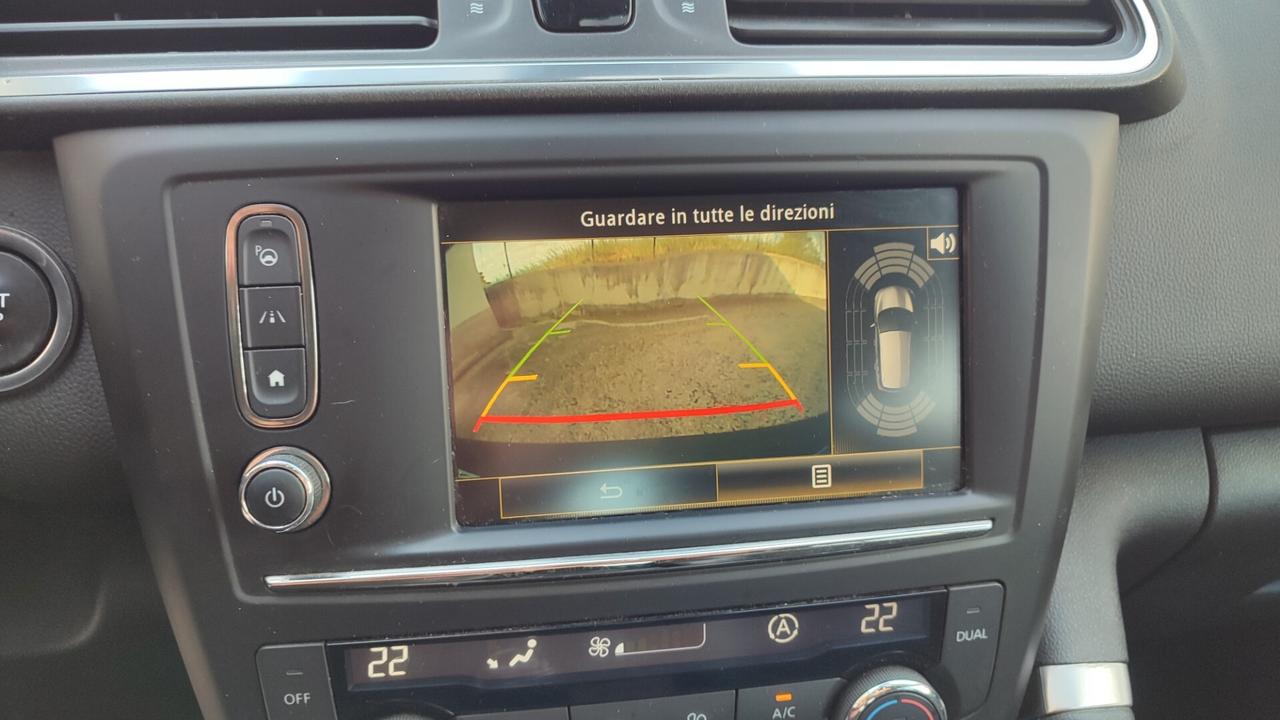 Guardare in tutte le direzioni
P
22
A
22
DUAL
OFF
A/C